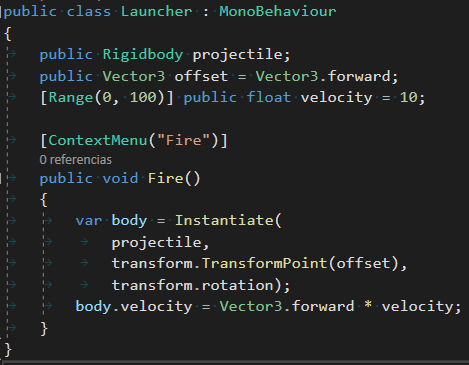 public class Launcher : MonoBehaviour
{
public Rigidbody projectile;
public Vector3 offset = Vector3.forward;
[Range(0, 100)] public float velocity = 10;
[ContextMenu("Fire")]
0 referencias
public void Fire()
{
var body = Instantiate(
projectile,
transform.TransformPoint(offset),
transform.rotation);
body.velocity = Vector3.forward * velocity;
}
}